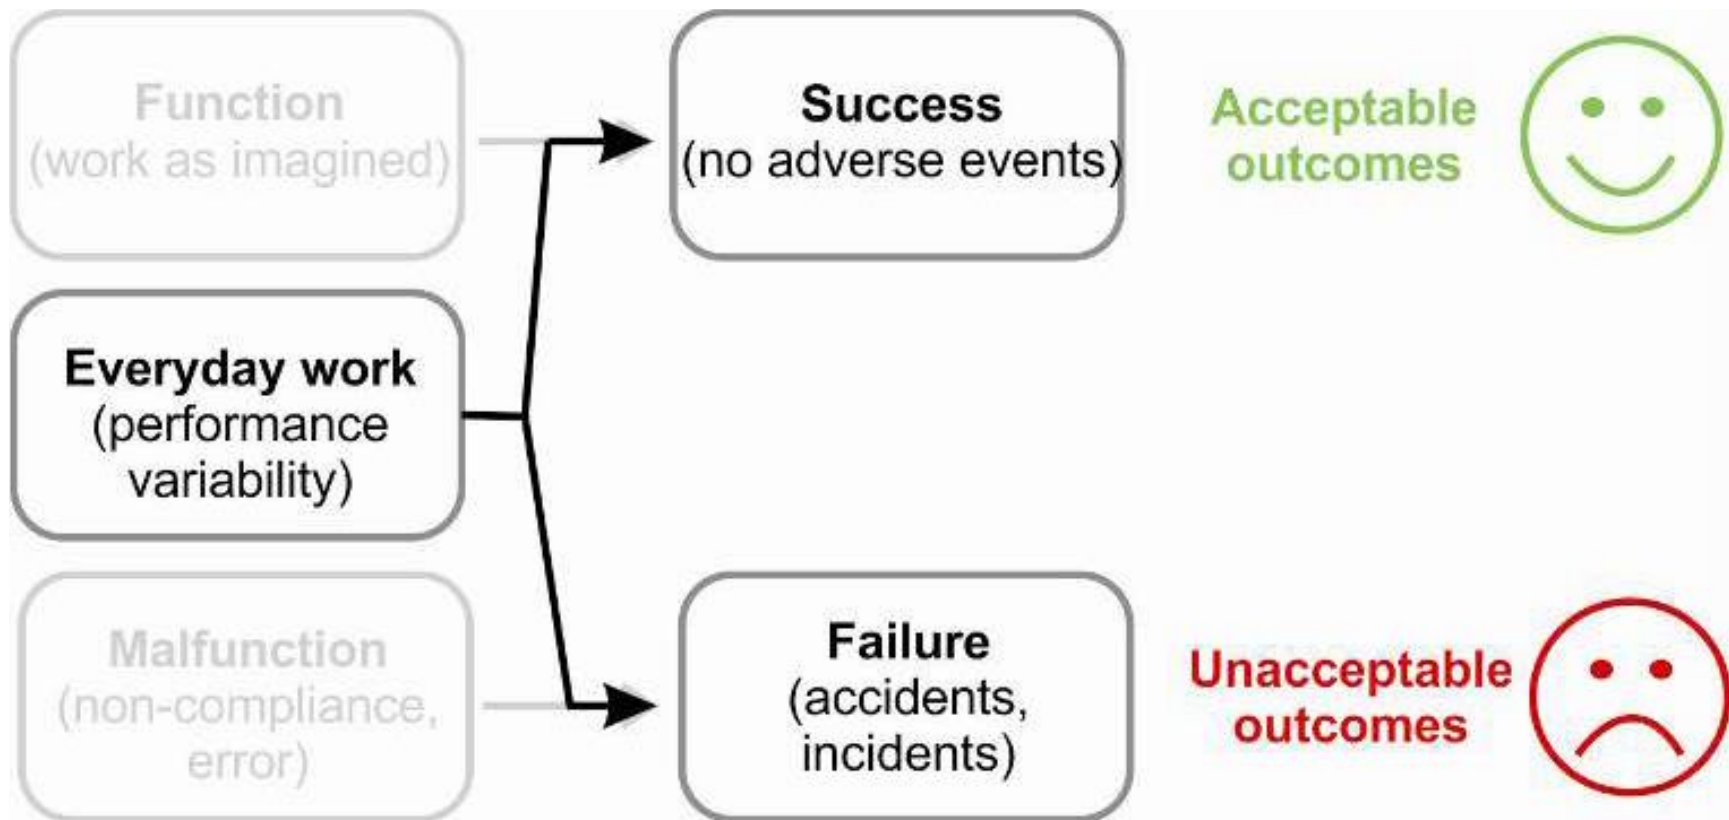 Function
(work as imagined)
Success
(no adverse events)
Acceptable
outcomes
Everyday work
(performance
variability)
Malfunction
(non-compliance,
error)
Failure
(accidents,
incidents)
Unacceptable
outcomes